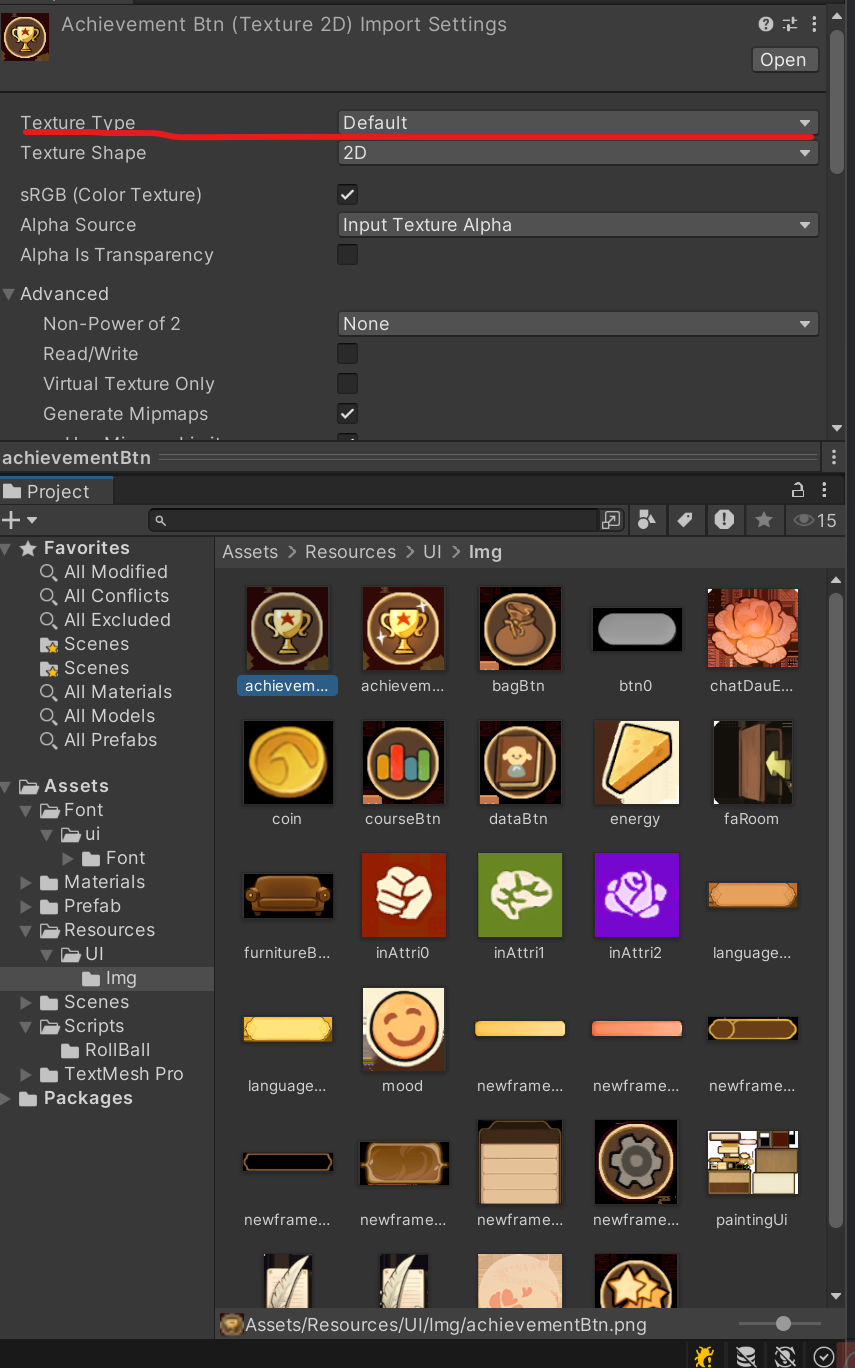 Achievement Btn (Texture 2D) Import Settings
Open
Texture Type
Default
Texture Shape
2D
sRGB (Color Texture)
Alpha Source
Input Texture Alpha
Alpha Is Transparency
Advanced
Non-Power of 2
None
Read/Write
Virtual Texture Only
Generate Mipmaps
achievementBtn
Project
15
Favorites
All Modified
All Conflicts
All Excluded
Scenes
Scenes
All Materials
All Models
All Prefabs
Assets
Font
ui
Font
Materials
Prefab
Resources
UI
Img
Scenes
Scripts
RollBall
TextMesh Pro
Packages
Assets > Resources > UI > Img
achievem... achievem... bagBtn btn0 chatDauE...
coin courseBtn dataBtn energy faRoom
furnitureB... inAttri0 inAttri1 inAttri2 language...
language... mood newframe... newframe... newframe...
newframe... newframe... newframe... newframe... paintingUi
Assets/Resources/UI/Img/achievementBtn.png